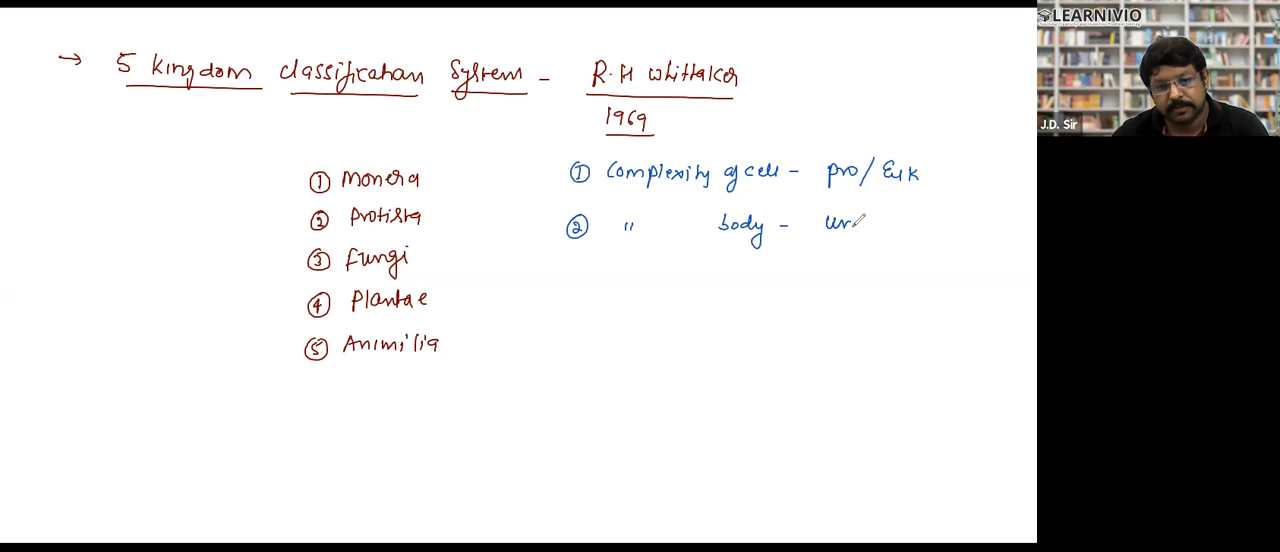 → 5 Kingdom Classification System - R.H Whittaker
1969
① Monera
② Protista
③ Fungi
④ Plantae
⑤ Animilia
① Complexity of cell - pro/Euk
② " body - un
LEARNIVIO
J.D. Sir